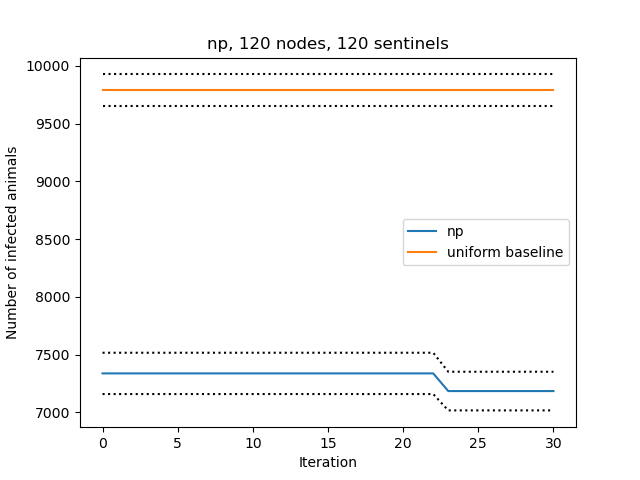 np, 120 nodes, 120 sentinels
10000
9500
9000
8500
8000
7500
7000
Number of infected animals
np
uniform baseline
0 5 10 15 20 25 30
Iteration